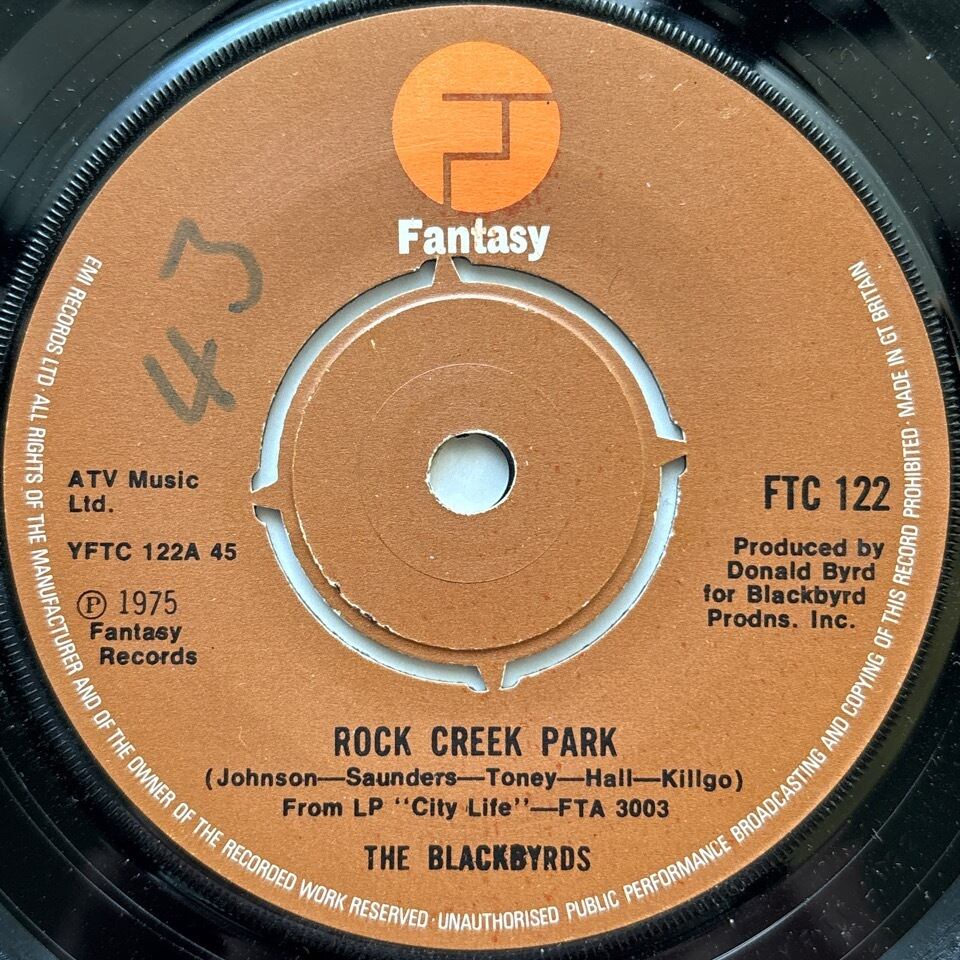 Fantasy
43
ATV Music
Ltd.
YFTC 122A 45
Ⓟ 1975
Fantasy
Records
FTC 122
Produced by
Donald Byrd
for Blackbyrd
Prodns. Inc.
ROCK CREEK PARK
(Johnson—Saunders—Toney—Hall—Killgo)
From LP "City Life"—FTA 3003
THE BLACKBYRDS
EMI RECORDS LTD · ALL RIGHTS OF THE MANUFACTURER AND OF THE OWNER OF THE RECORDED WORK RESERVED · UNAUTHORISED PUBLIC PERFORMANCE BROADCASTING AND COPYING OF THIS RECORD PROHIBITED · MADE IN GT BRITAIN